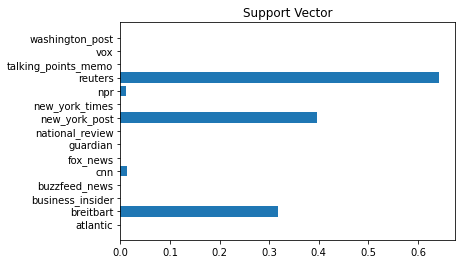 Support Vector
washington_post
vox
talking_points_memo
reuters
npr
new_york_times
new_york_post
national_review
guardian
fox_news
cnn
buzzfeed_news
business_insider
breitbart
atlantic
0.0 0.1 0.2 0.3 0.4 0.5 0.6